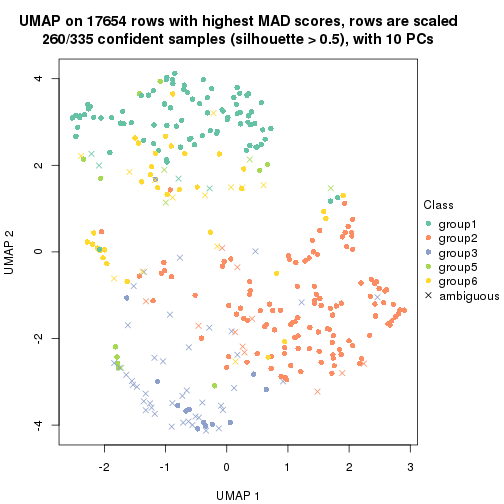 UMAP on 17654 rows with highest MAD scores, rows are scaled
260/335 confident samples (silhouette > 0.5), with 10 PCs
4
2
0
-2
-4
UMAP 2
-2
-1
0
1
2
3
UMAP 1
Class
group1
group2
group3
group5
group6
ambiguous